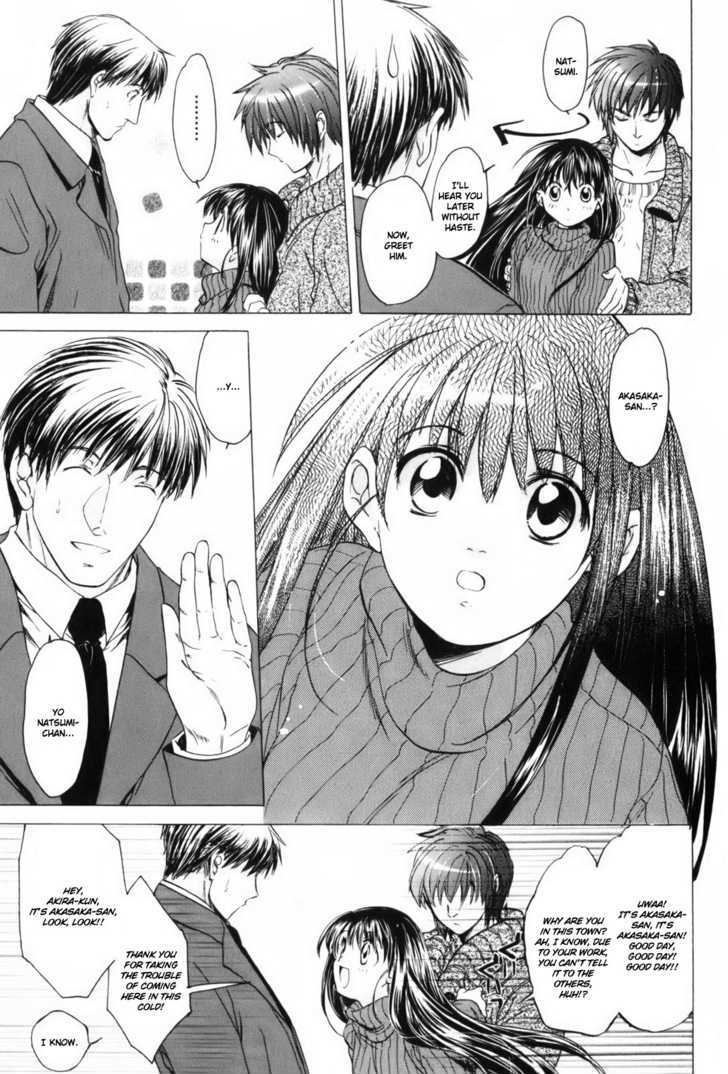 NAT-
SUMI.
I'LL
HEAR YOU
LATER
WITHOUT
HASTE.
NOW,
GREET
HIM.
.........
AKASAKA-
SAN...?
...Y...
YO
NATSUMI-
CHAN...
UWAA!
IT'S AKASAKA-
SAN, IT'S
AKASAKA-SAN!
GOOD DAY,
GOOD DAY!!
WHY ARE YOU
IN THIS TOWN?
AH, I KNOW, DUE
TO YOUR WORK,
YOU CAN'T TELL
IT TO THE
OTHERS,
HUH!?
HEY,
AKIRA-KUN,
IT'S AKASAKA-SAN,
LOOK, LOOK!!
THANK YOU
FOR TAKING
THE TROUBLE
OF COMING
HERE IN THIS
COLD!
I KNOW.